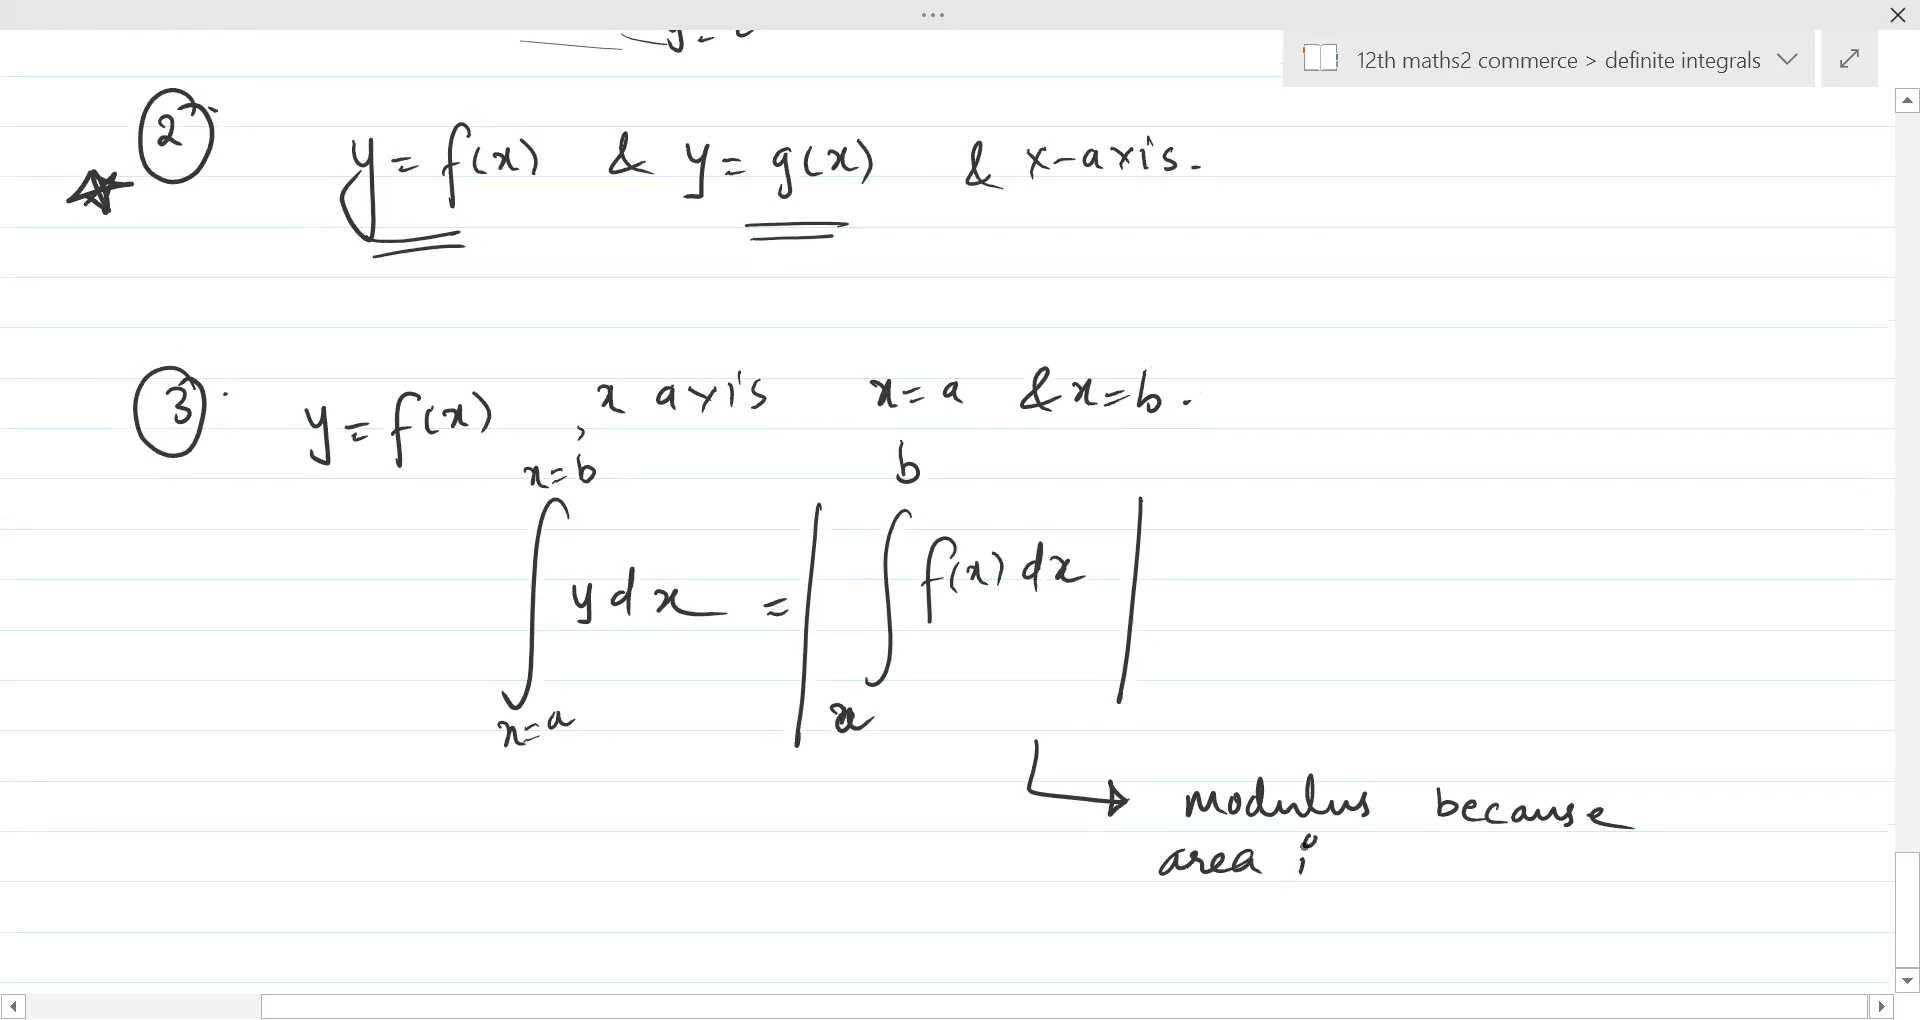 12th maths2 commerce > definite integrals
2
y = f(x) & y = g(x) & x-axis.
3
y = f(x), x axis x = a & x = b.
x=b b
∫ y dx = | ∫ f(x) dx |
x=a a
modulus because
area i